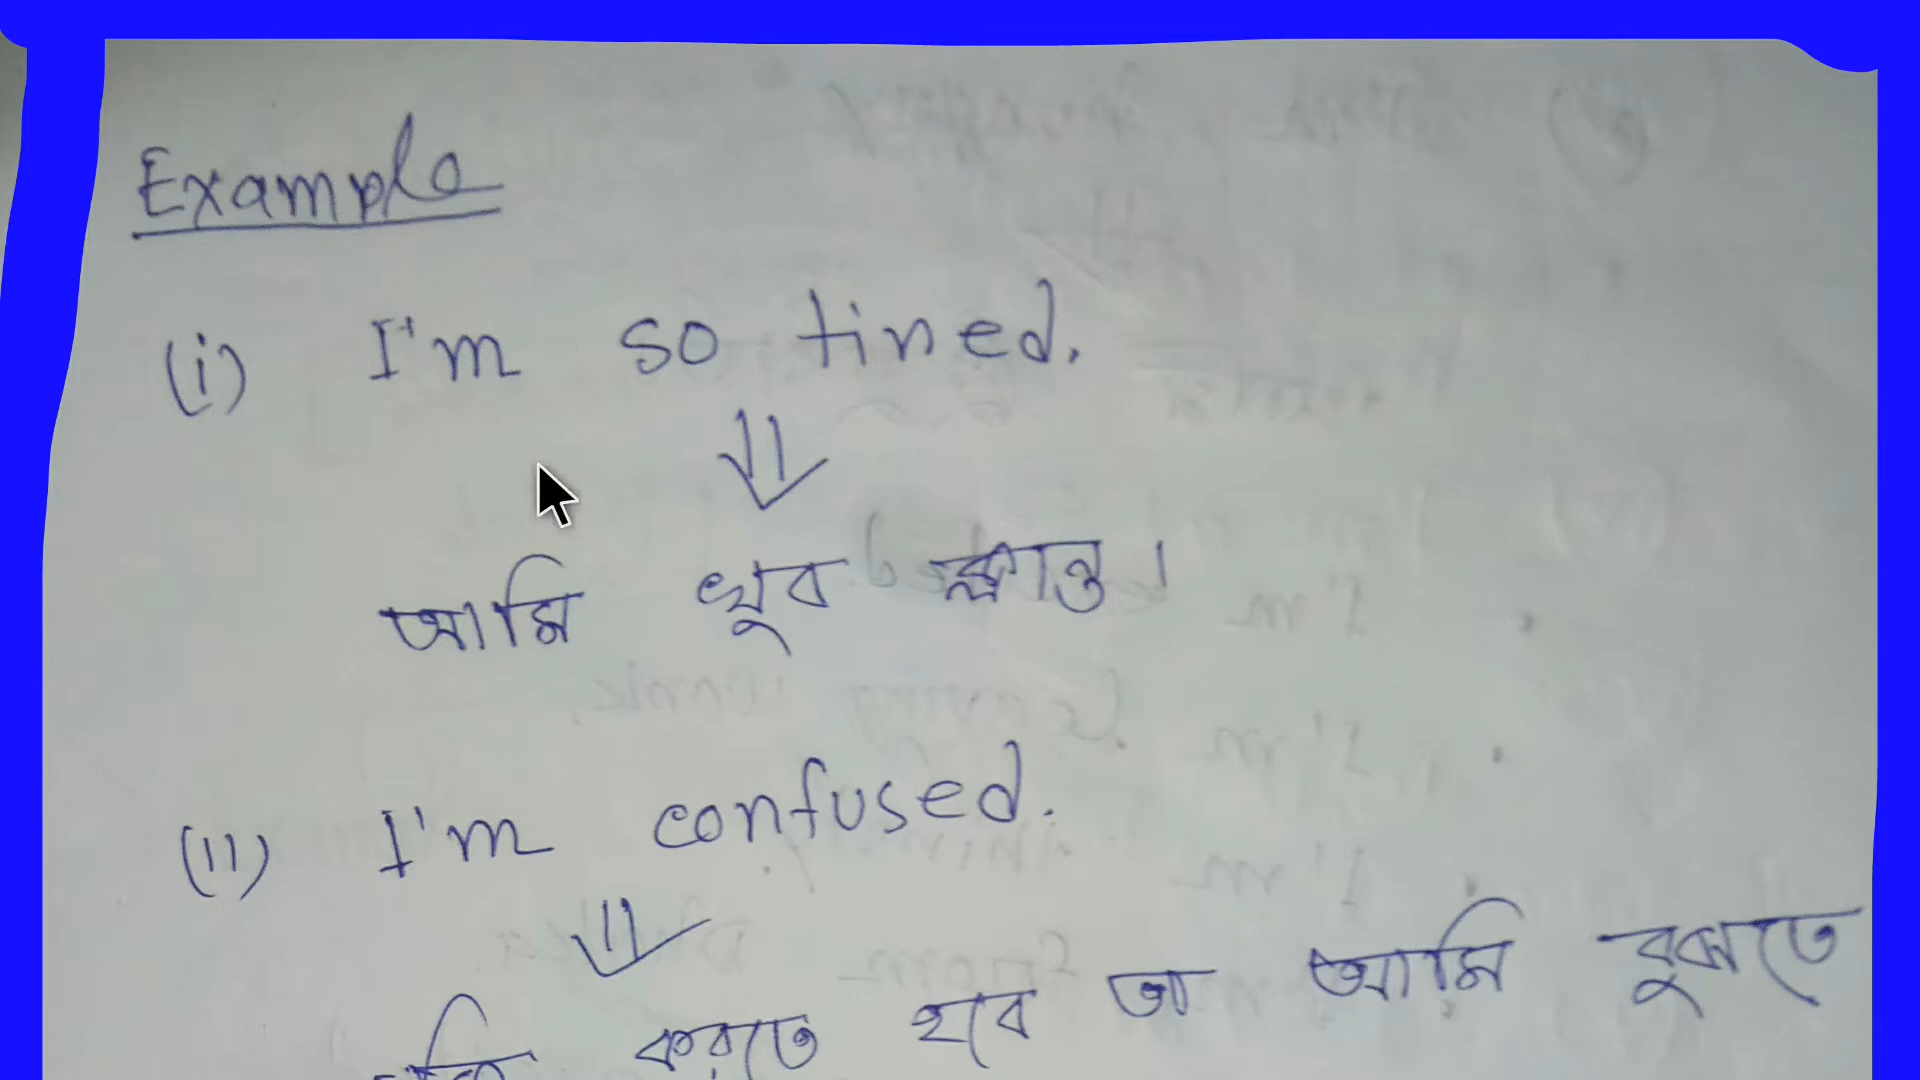 Example
(i) I'm so tired.
আমি খুব ক্লান্ত।
(ii) I'm confused.
করতে হবে তা আমি বুঝতে